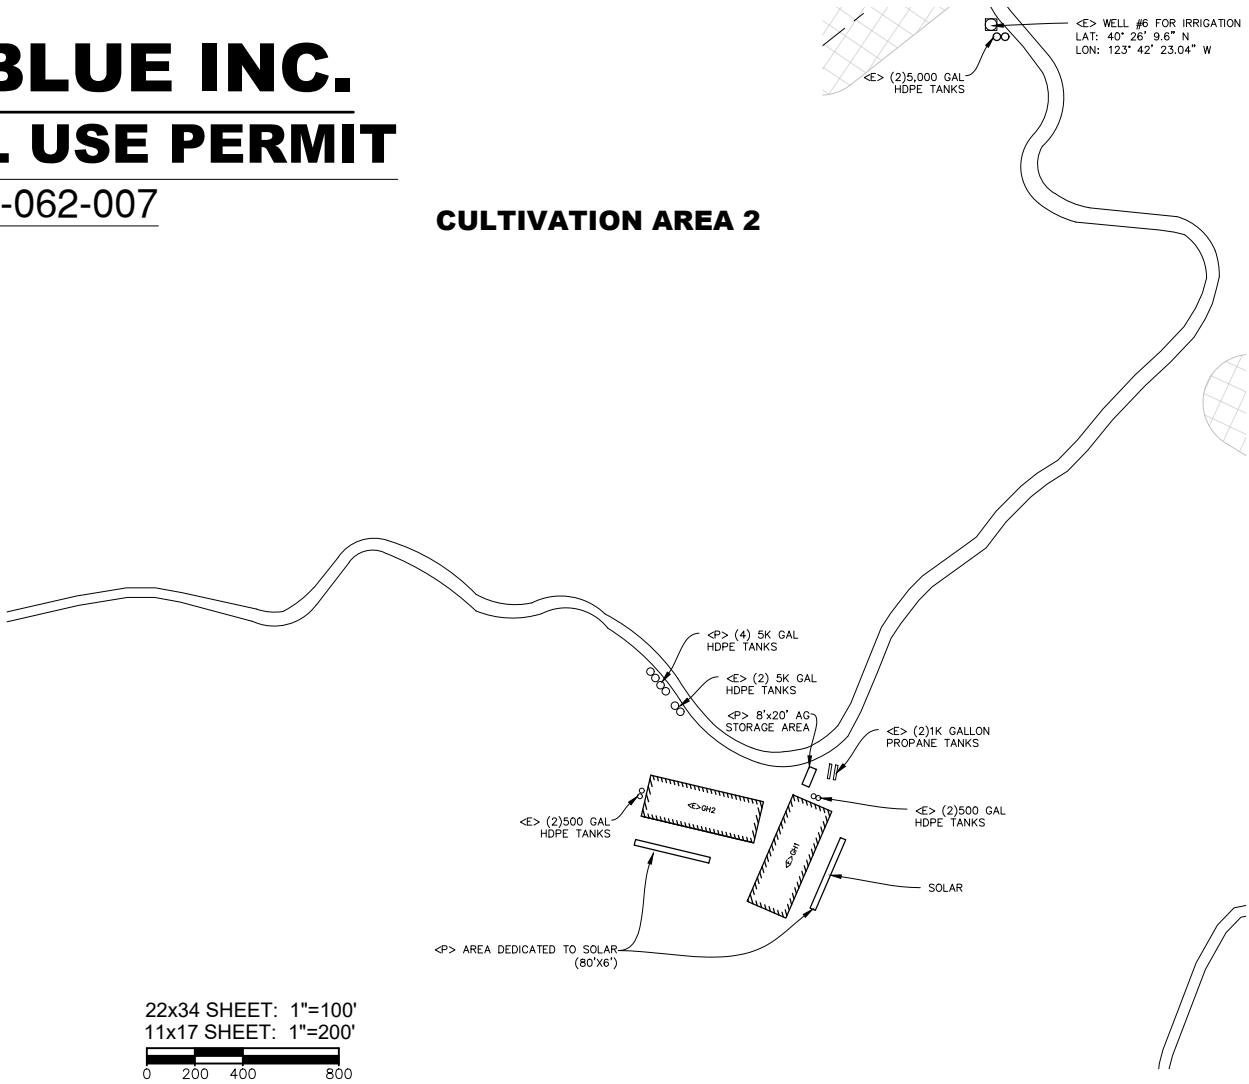 BLUE INC.
L USE PERMIT
-062-007
CULTIVATION AREA 2
<E> WELL #6 FOR IRRIGATION
LAT: 40° 26' 9.6" N
LON: 123° 42' 23.04" W
<E> (2)5,000 GAL
HDPE TANKS
<P> (4) 5K GAL
HDPE TANKS
<E> (2) 5K GAL
HDPE TANKS
<P> 8'x20' AG
STORAGE AREA
<E> (2)1K GALLON
PROPANE TANKS
<E>GH2
<E> (2)500 GAL
HDPE TANKS
<E> (2)500 GAL
HDPE TANKS
<E>GH1
SOLAR
<P> AREA DEDICATED TO SOLAR
(80'X6')
22x34 SHEET: 1"=100'
11x17 SHEET: 1"=200'
0 200 400 800